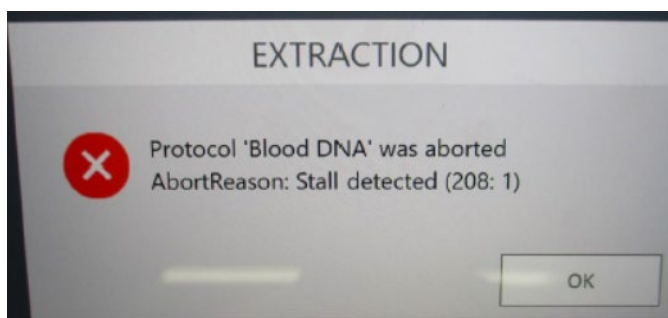 EXTRACTION
Protocol 'Blood DNA' was aborted
AbortReason: Stall detected (208: 1)
OK